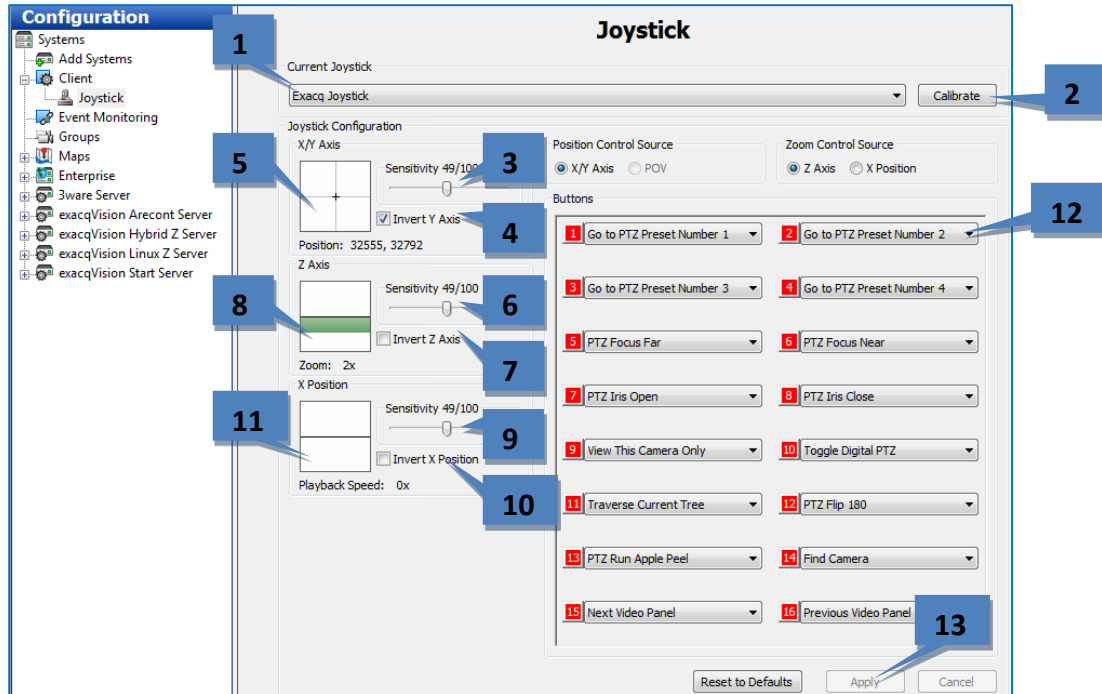 Configuration
Systems
Add Systems
Client
Joystick
Event Monitoring
Groups
Maps
Enterprise
3ware Server
exacqVision Arecont Server
exacqVision Hybrid Z Server
exacqVision Linux Z Server
exacqVision Start Server
Joystick
1
Current Joystick
Exacq Joystick
Calibrate
2
Joystick Configuration
X/Y Axis
5
Sensitivity 49/100
3
Invert Y Axis
4
Position: 32555, 32792
Z Axis
8
Sensitivity 49/100
6
Invert Z Axis
7
Zoom: 2x
X Position
11
Sensitivity 49/100
9
Invert X Position
10
Playback Speed: 0x
Position Control Source
X/Y Axis POV
Zoom Control Source
Z Axis X Position
Buttons
12
1 Go to PTZ Preset Number 1
2 Go to PTZ Preset Number 2
3 Go to PTZ Preset Number 3
4 Go to PTZ Preset Number 4
5 PTZ Focus Far
6 PTZ Focus Near
7 PTZ Iris Open
8 PTZ Iris Close
9 View This Camera Only
10 Toggle Digital PTZ
11 Traverse Current Tree
12 PTZ Flip 180
13 PTZ Run Apple Peel
14 Find Camera
15 Next Video Panel
16 Previous Video Panel
13
Reset to Defaults
Apply
Cancel